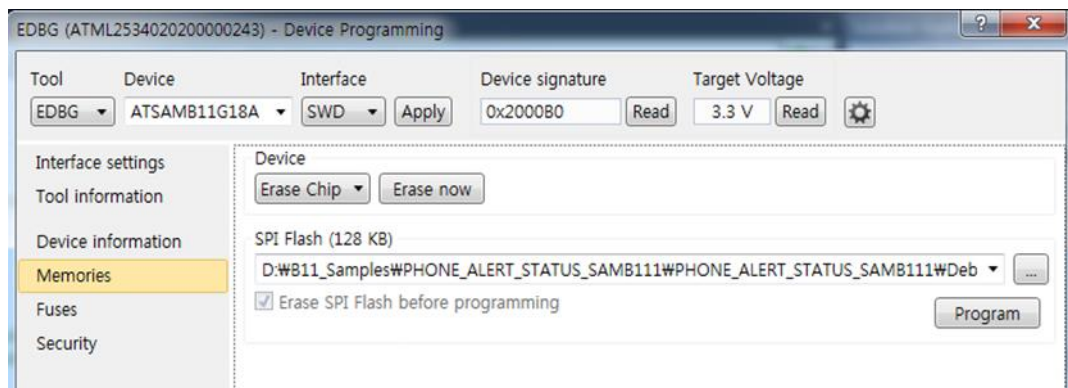 EDBG (ATML2534020200000243) - Device Programming
Tool Device Interface Device signature Target Voltage
EDBG ATSAMB11G18A SWD Apply 0x2000B0 Read 3.3 V Read
Interface settings
Tool information
Device information
Memories
Fuses
Security
Device
Erase Chip Erase now
SPI Flash (128 KB)
D:₩B11_Samples₩PHONE_ALERT_STATUS_SAMB111₩PHONE_ALERT_STATUS_SAMB111₩Deb ...
Erase SPI Flash before programming
Program